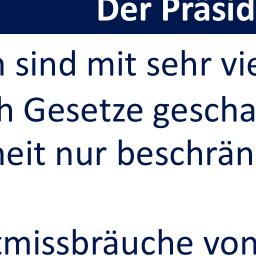 Der Präsid
n sind mit sehr vie
h Gesetze gescha
heit nur beschrän
tmissbräuche von